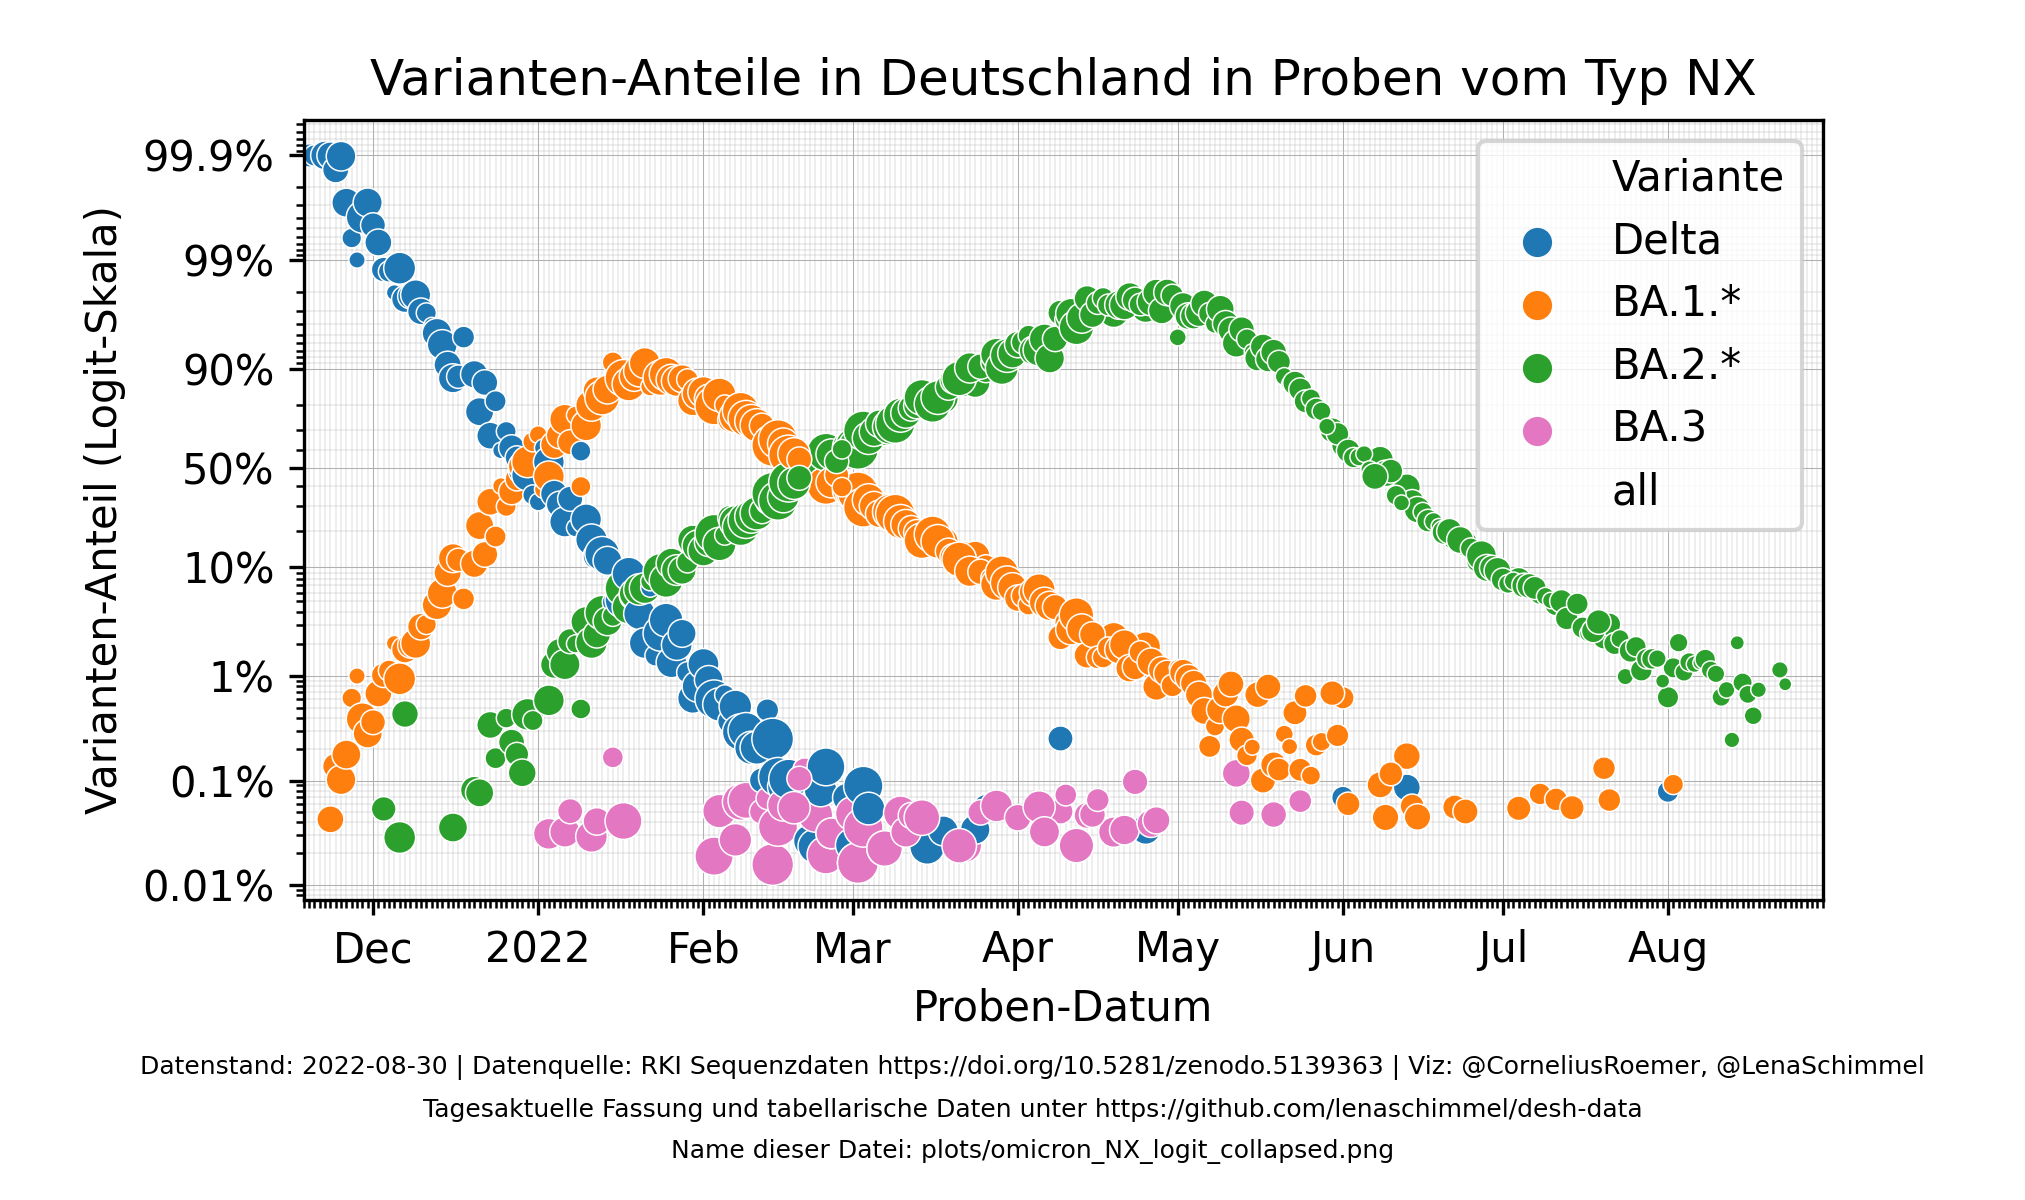 Varianten-Anteile in Deutschland in Proben vom Typ NX
Varianten-Anteil (Logit-Skala)
99.9%
99%
90%
50%
10%
1%
0.1%
0.01%
Variante
Delta
BA.1.*
BA.2.*
BA.3
all
Dec 2022 Feb Mar Apr May Jun Jul Aug
Proben-Datum
Datenstand: 2022-08-30 | Datenquelle: RKI Sequenzdaten https://doi.org/10.5281/zenodo.5139363 | Viz: @CorneliusRoemer, @LenaSchimmel
Tagesaktuelle Fassung und tabellarische Daten unter https://github.com/lenaschimmel/desh-data
Name dieser Datei: plots/omicron_NX_logit_collapsed.png